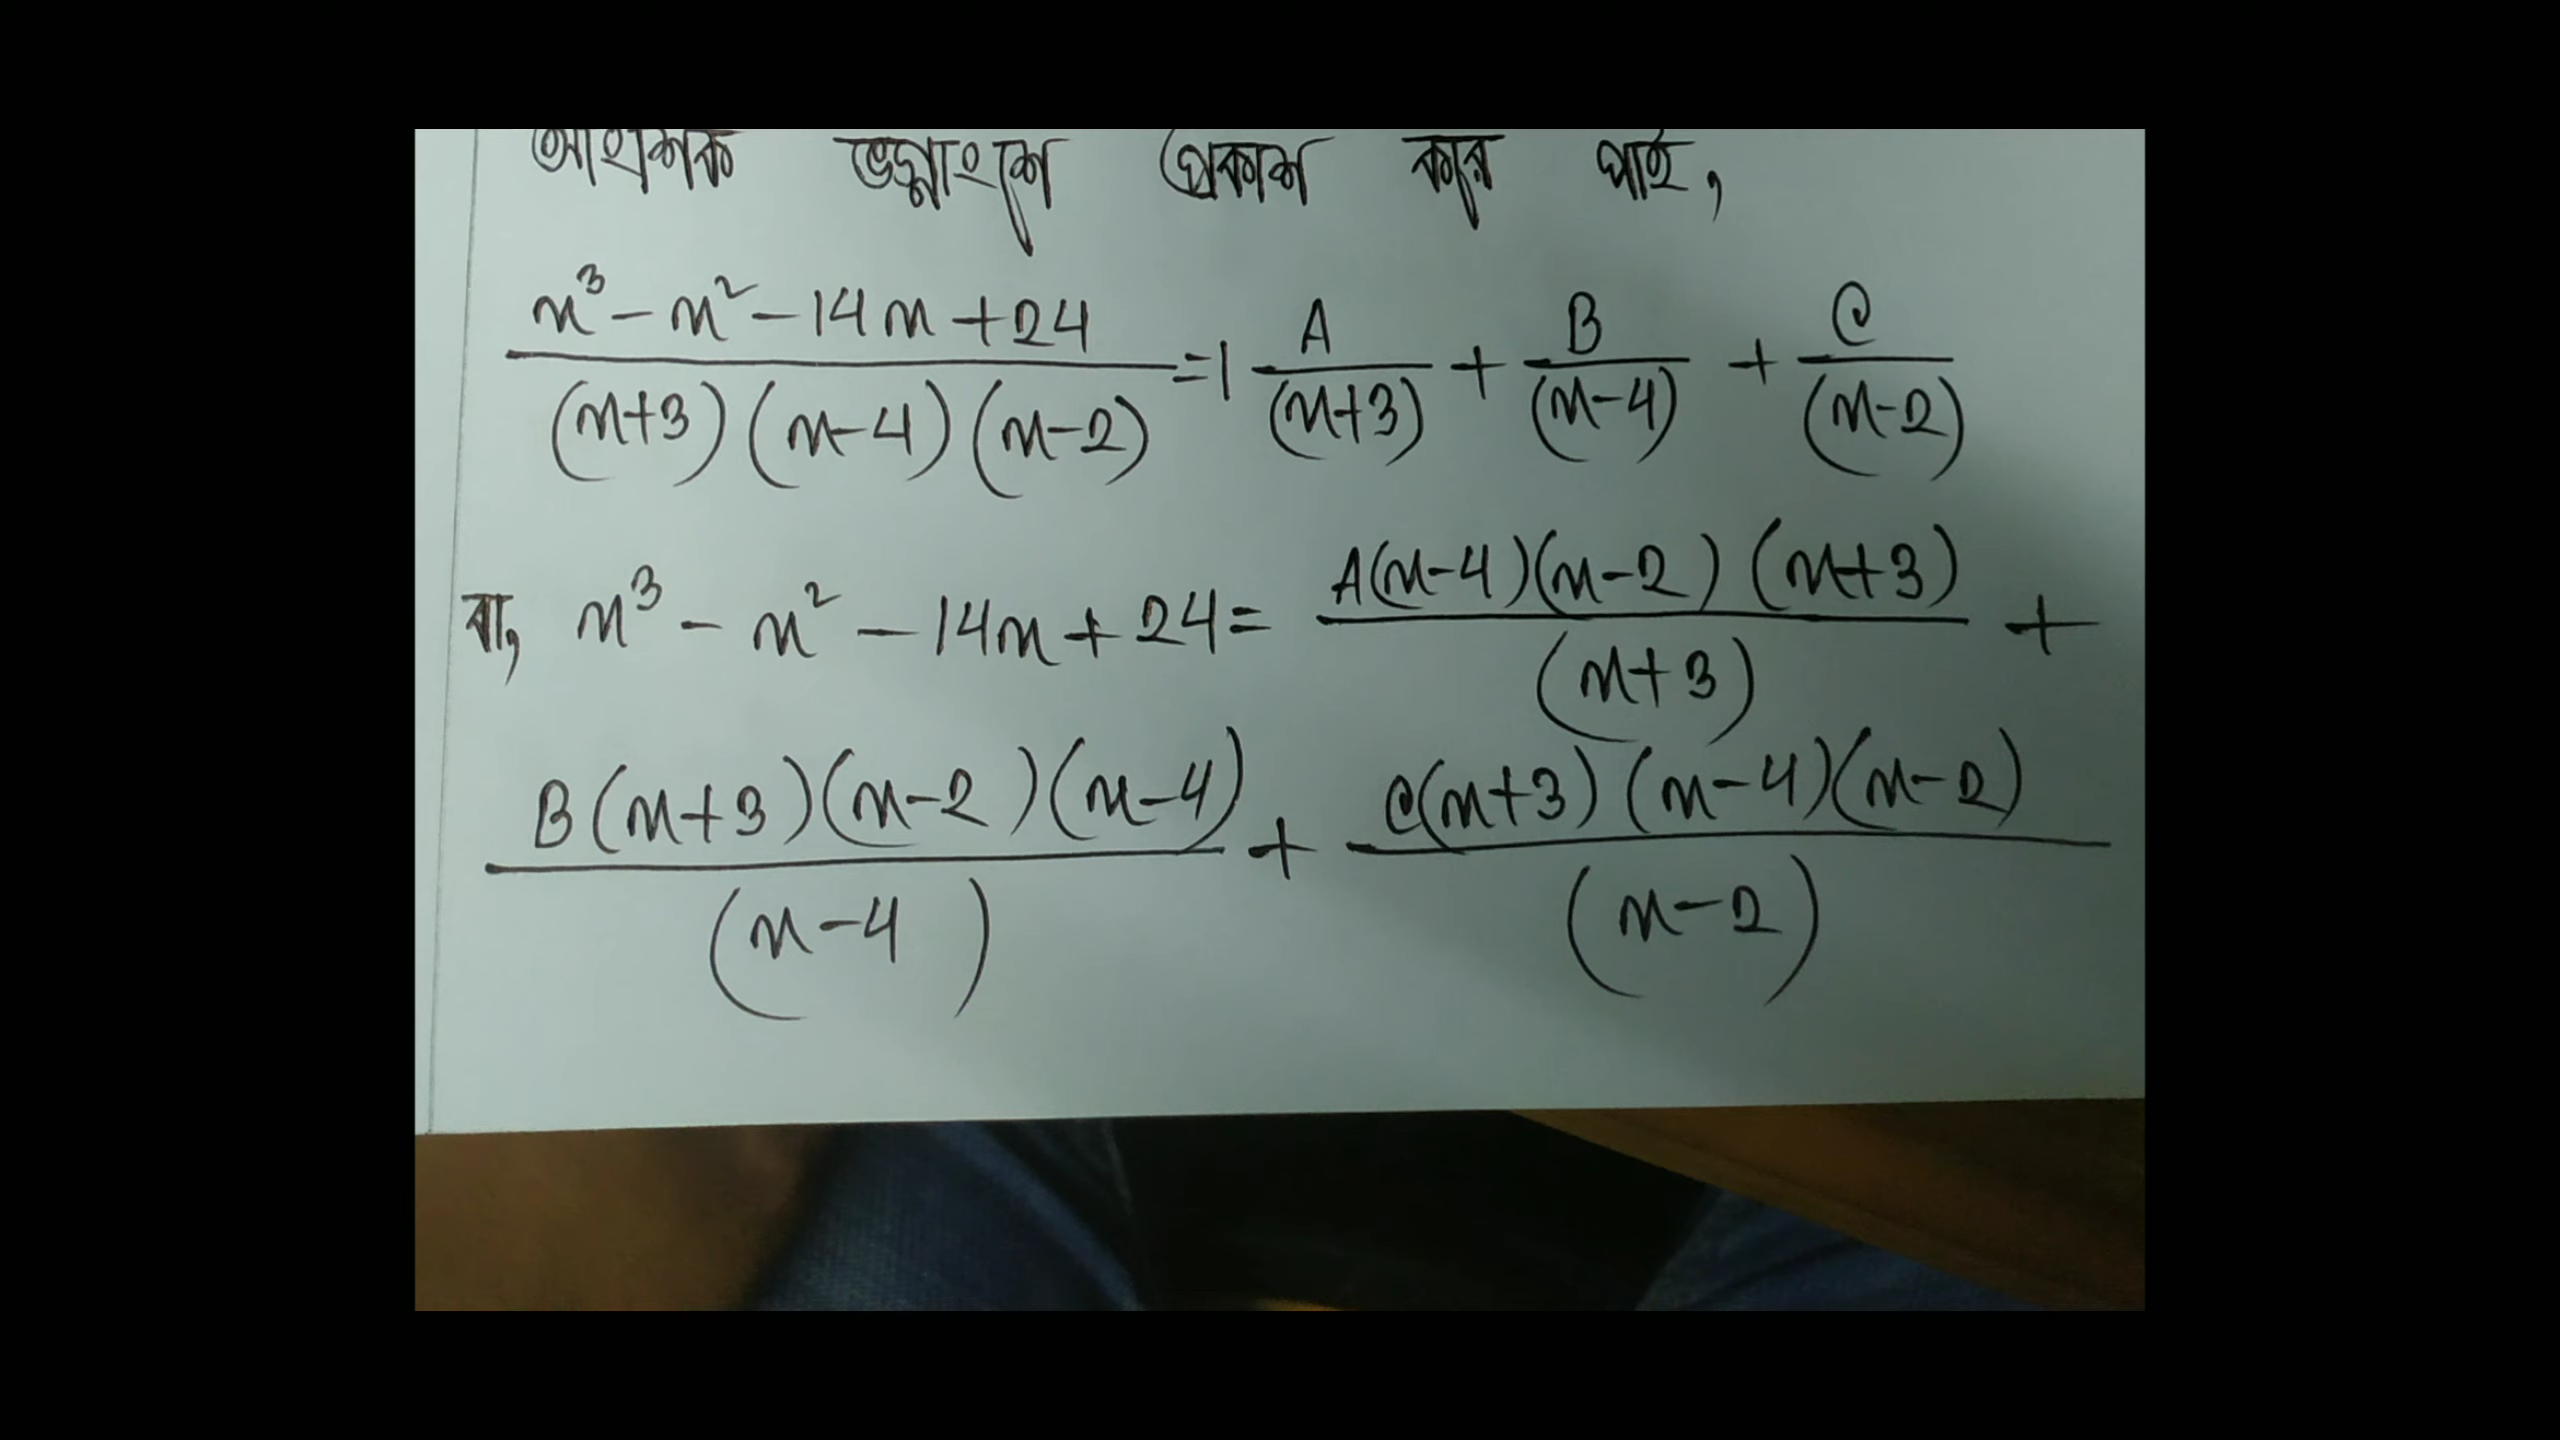 আংশিক ভগ্নাংশে প্রকাশ করে পাই,
x³ - x² - 14x + 24 / (x+3)(x-4)(x-2) = 1 A/(x+3) + B/(x-4) + C/(x-2)
বা, x³ - x² - 14x + 24 = A(x-4)(x-2)(x+3)/(x+3) +
B(x+3)(x-2)(x-4)/(x-4) + C(x+3)(x-4)(x-2)/(x-2)